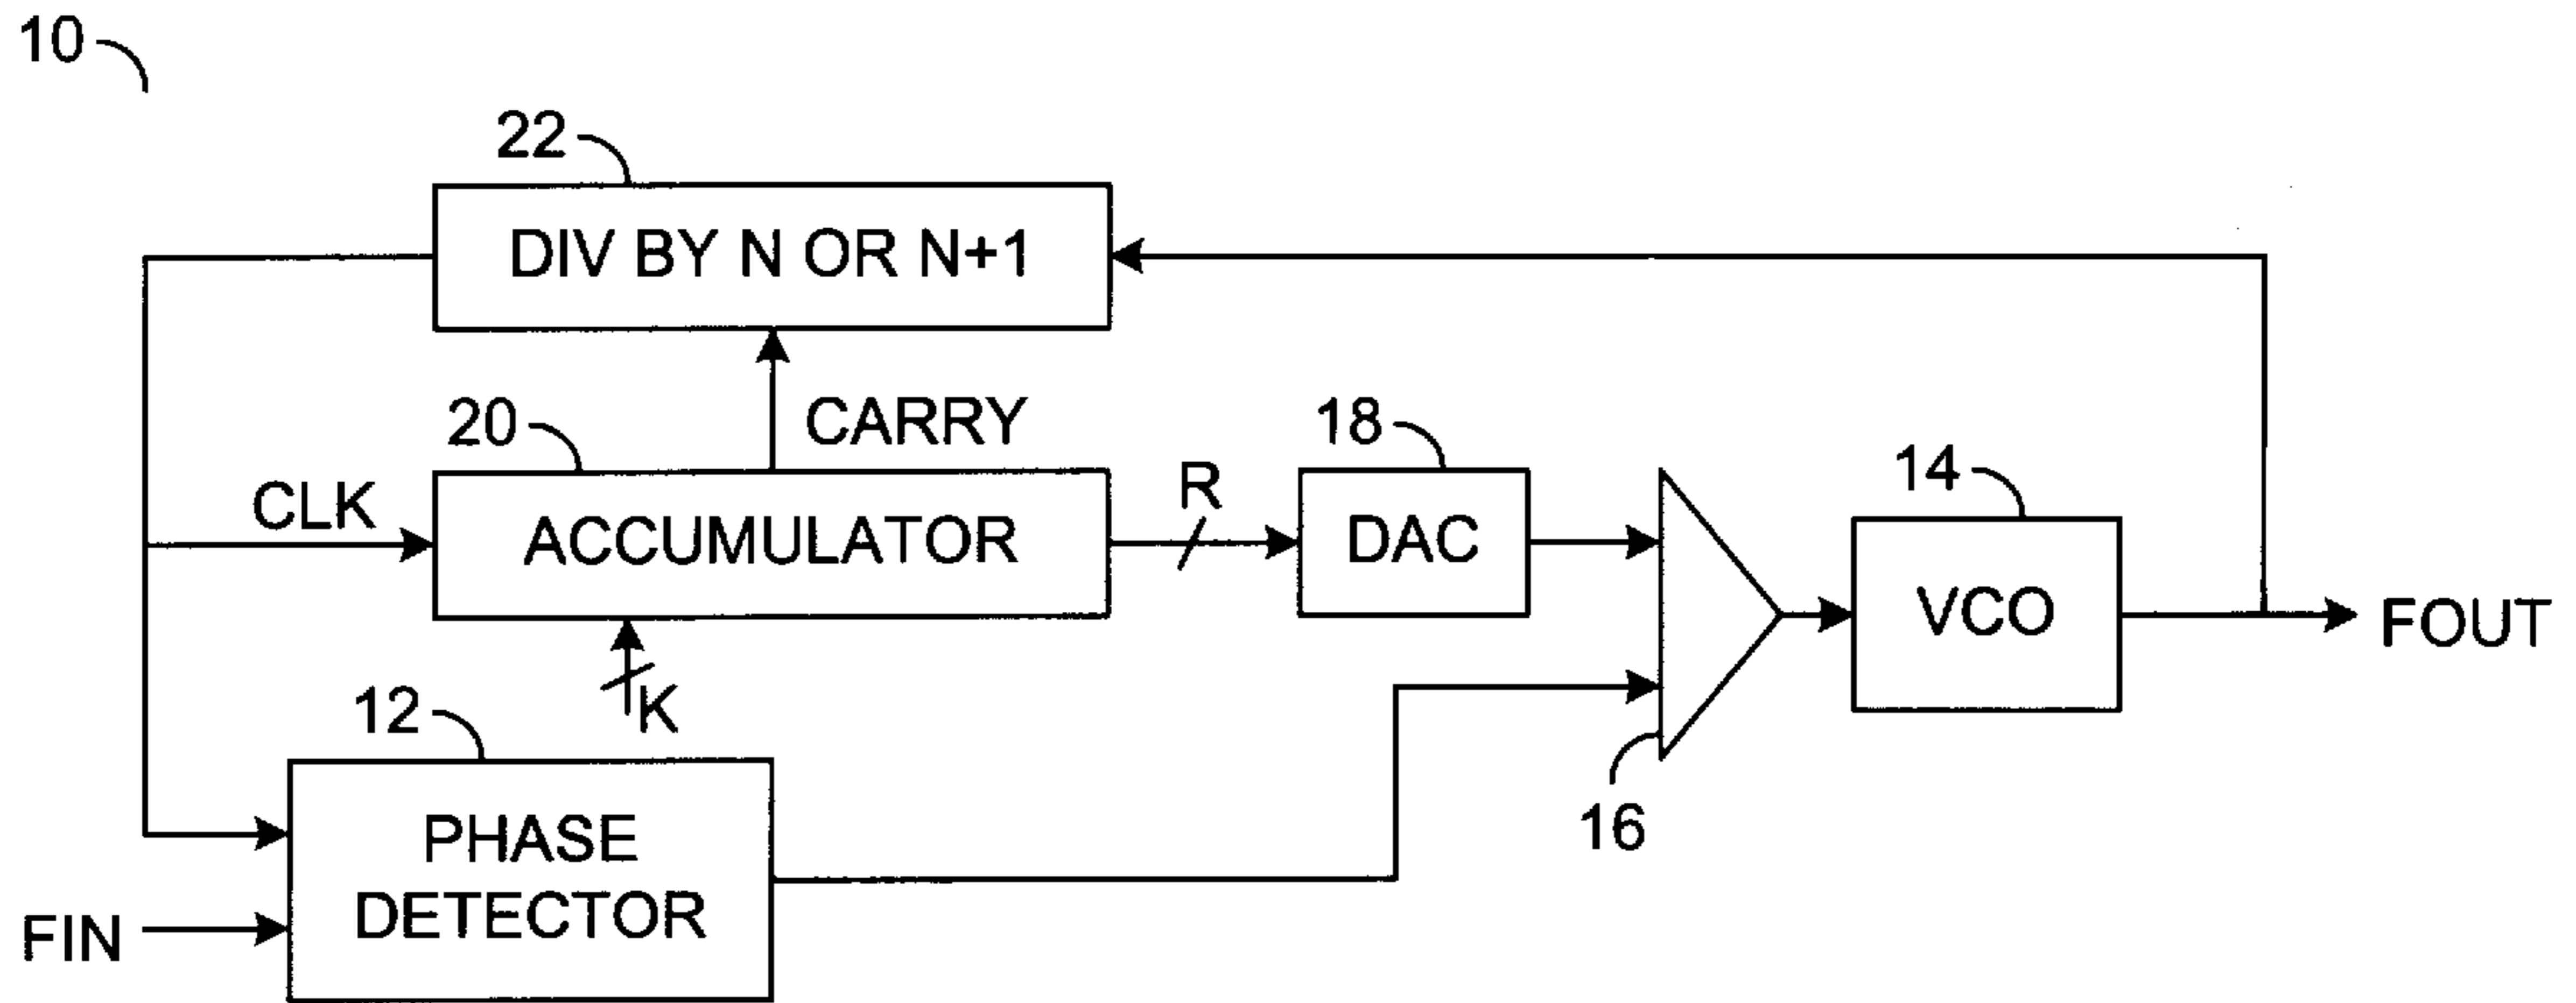 10
22
DIV BY N OR N+1
20
CARRY
18
14
CLK
ACCUMULATOR
R
DAC
VCO
FOUT
K
12
16
PHASE
DETECTOR
FIN